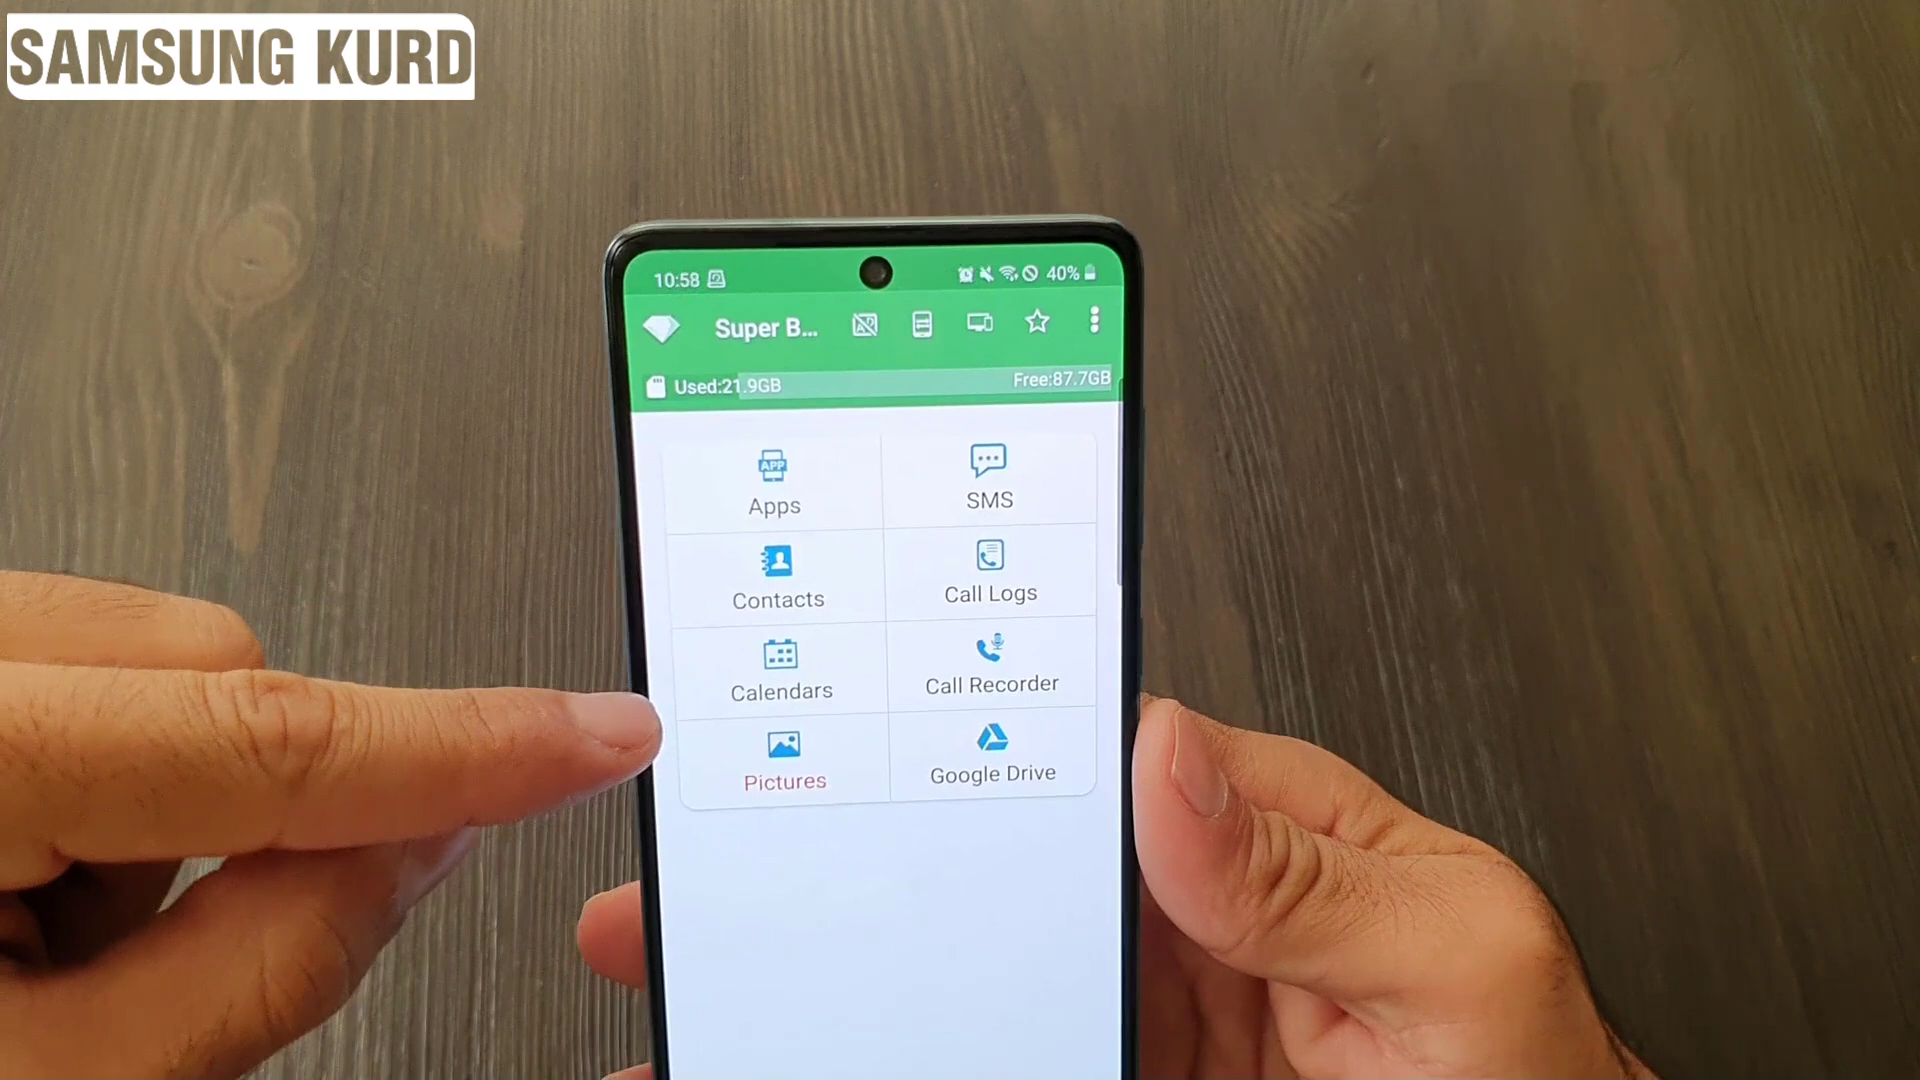 SAMSUNG KURD
10:58 40%
Super B...
Used:21.9GB Free:87.7GB
APP
Apps SMS
Contacts Call Logs
Calendars Call Recorder
Pictures Google Drive